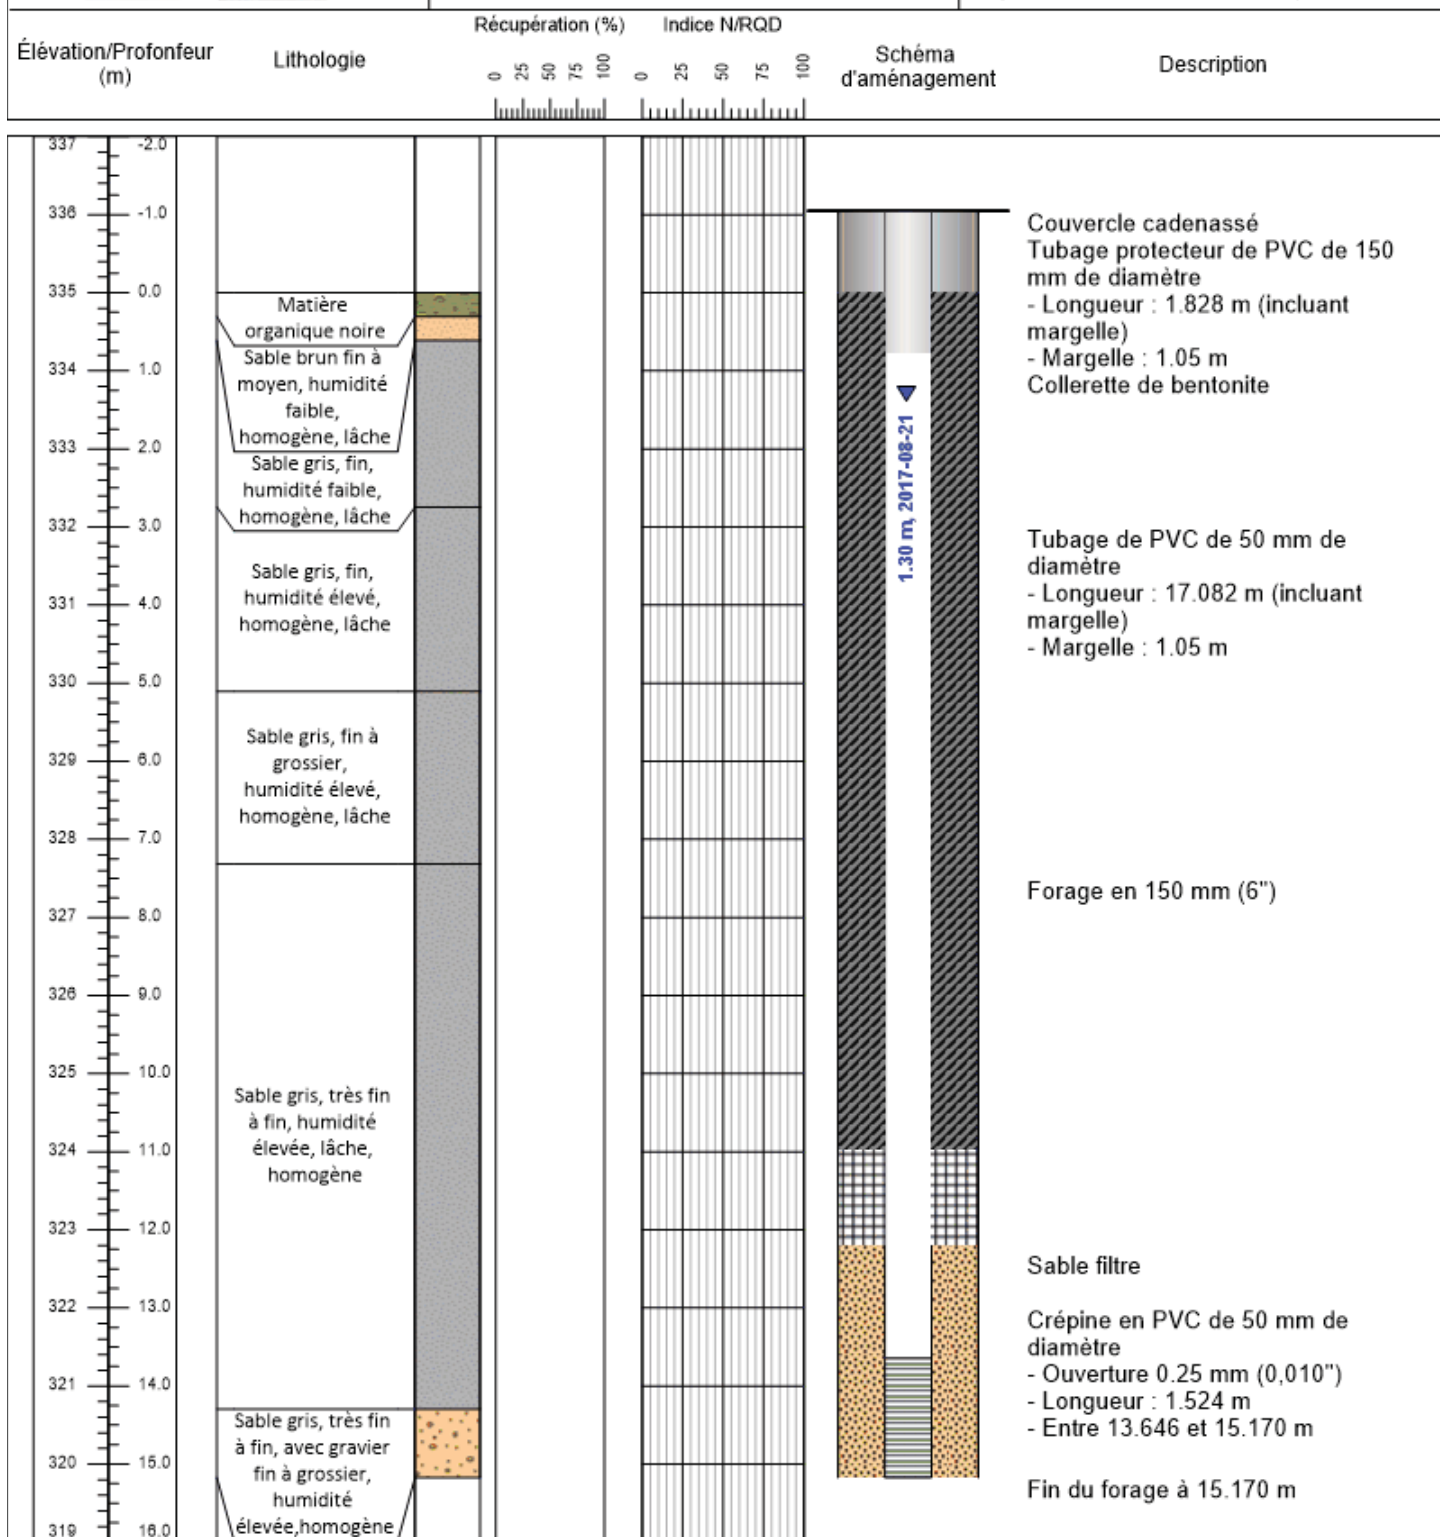 Récupération (%)
Indice N/RQD
Élévation/Profonfeur
(m)
Lithologie
Schéma
d'aménagement
Description
0 25 50 75 100
0 25 50 75 100
337 -2.0
336 -1.0
335 0.0
334 1.0
333 2.0
332 3.0
331 4.0
330 5.0
329 6.0
328 7.0
327 8.0
326 9.0
325 10.0
324 11.0
323 12.0
322 13.0
321 14.0
320 15.0
319 16.0
Matière
organique noire
Sable brun fin à
moyen, humidité
faible,
homogène, lâche
Sable gris, fin,
humidité faible,
homogène, lâche
Sable gris, fin,
humidité élevé,
homogène, lâche
Sable gris, fin à
grossier,
humidité élevé,
homogène, lâche
Sable gris, très fin
à fin, humidité
élevée, lâche,
homogène
Sable gris, très fin
à fin, avec gravier
fin à grossier,
humidité
élevée,homogène
1.30 m, 2017-08-21
Couvercle cadenassé
Tubage protecteur de PVC de 150
mm de diamètre
- Longueur : 1.828 m (incluant
margelle)
- Margelle : 1.05 m
Collerette de bentonite
Tubage de PVC de 50 mm de
diamètre
- Longueur : 17.082 m (incluant
margelle)
- Margelle : 1.05 m
Forage en 150 mm (6")
Sable filtre
Crépine en PVC de 50 mm de
diamètre
- Ouverture 0.25 mm (0,010")
- Longueur : 1.524 m
- Entre 13.646 et 15.170 m
Fin du forage à 15.170 m